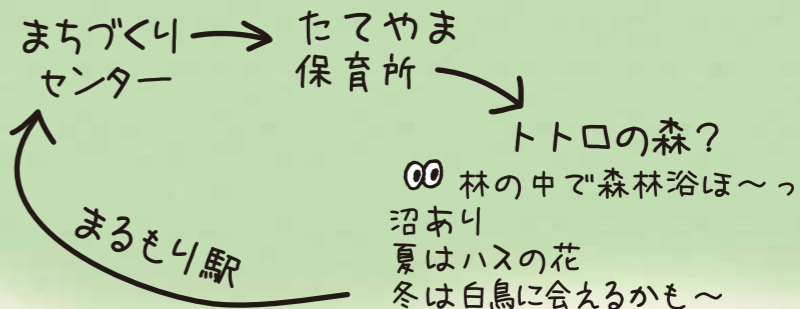 まちづくり
センター
たてやま
保育所
トトロの森？
林の中で森林浴ほ〜っ
沼あり
夏はハスの花
冬は白鳥に会えるかも〜
まるもり駅